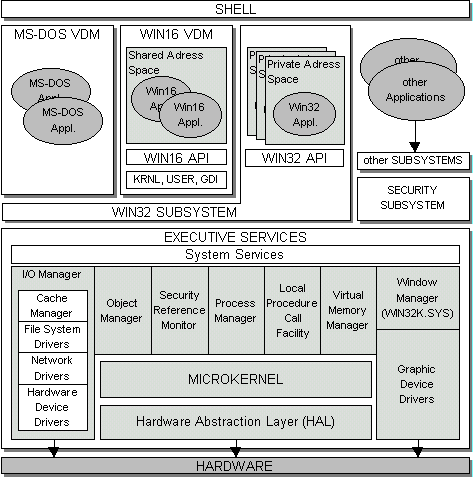 SHELL
MS-DOS VDM
MS-DOS
Appl.
MS-DOS
Appl.
WIN16 VDM
Shared Adress
Space
Win16
Win16
Appl.
WIN16 API
KRNL, USER, GDI
Private Adress
Space
Win32
Appl.
WIN32 API
other
other
Applications
other SUBSYSTEMS
SECURITY
SUBSYSTEM
WIN32 SUBSYSTEM
EXECUTIVE SERVICES
System Services
I/O Manager
Cache
Manager
File System
Drivers
Network
Drivers
Hardware
Device
Drivers
Object
Manager
Security
Reference
Monitor
Process
Manager
Local
Procedure
Call
Facility
Virtual
Memory
Manager
Window
Manager
(WIN32K.SYS)
Graphic
Device
Drivers
MICROKERNEL
Hardware Abstraction Layer (HAL)
HARDWARE